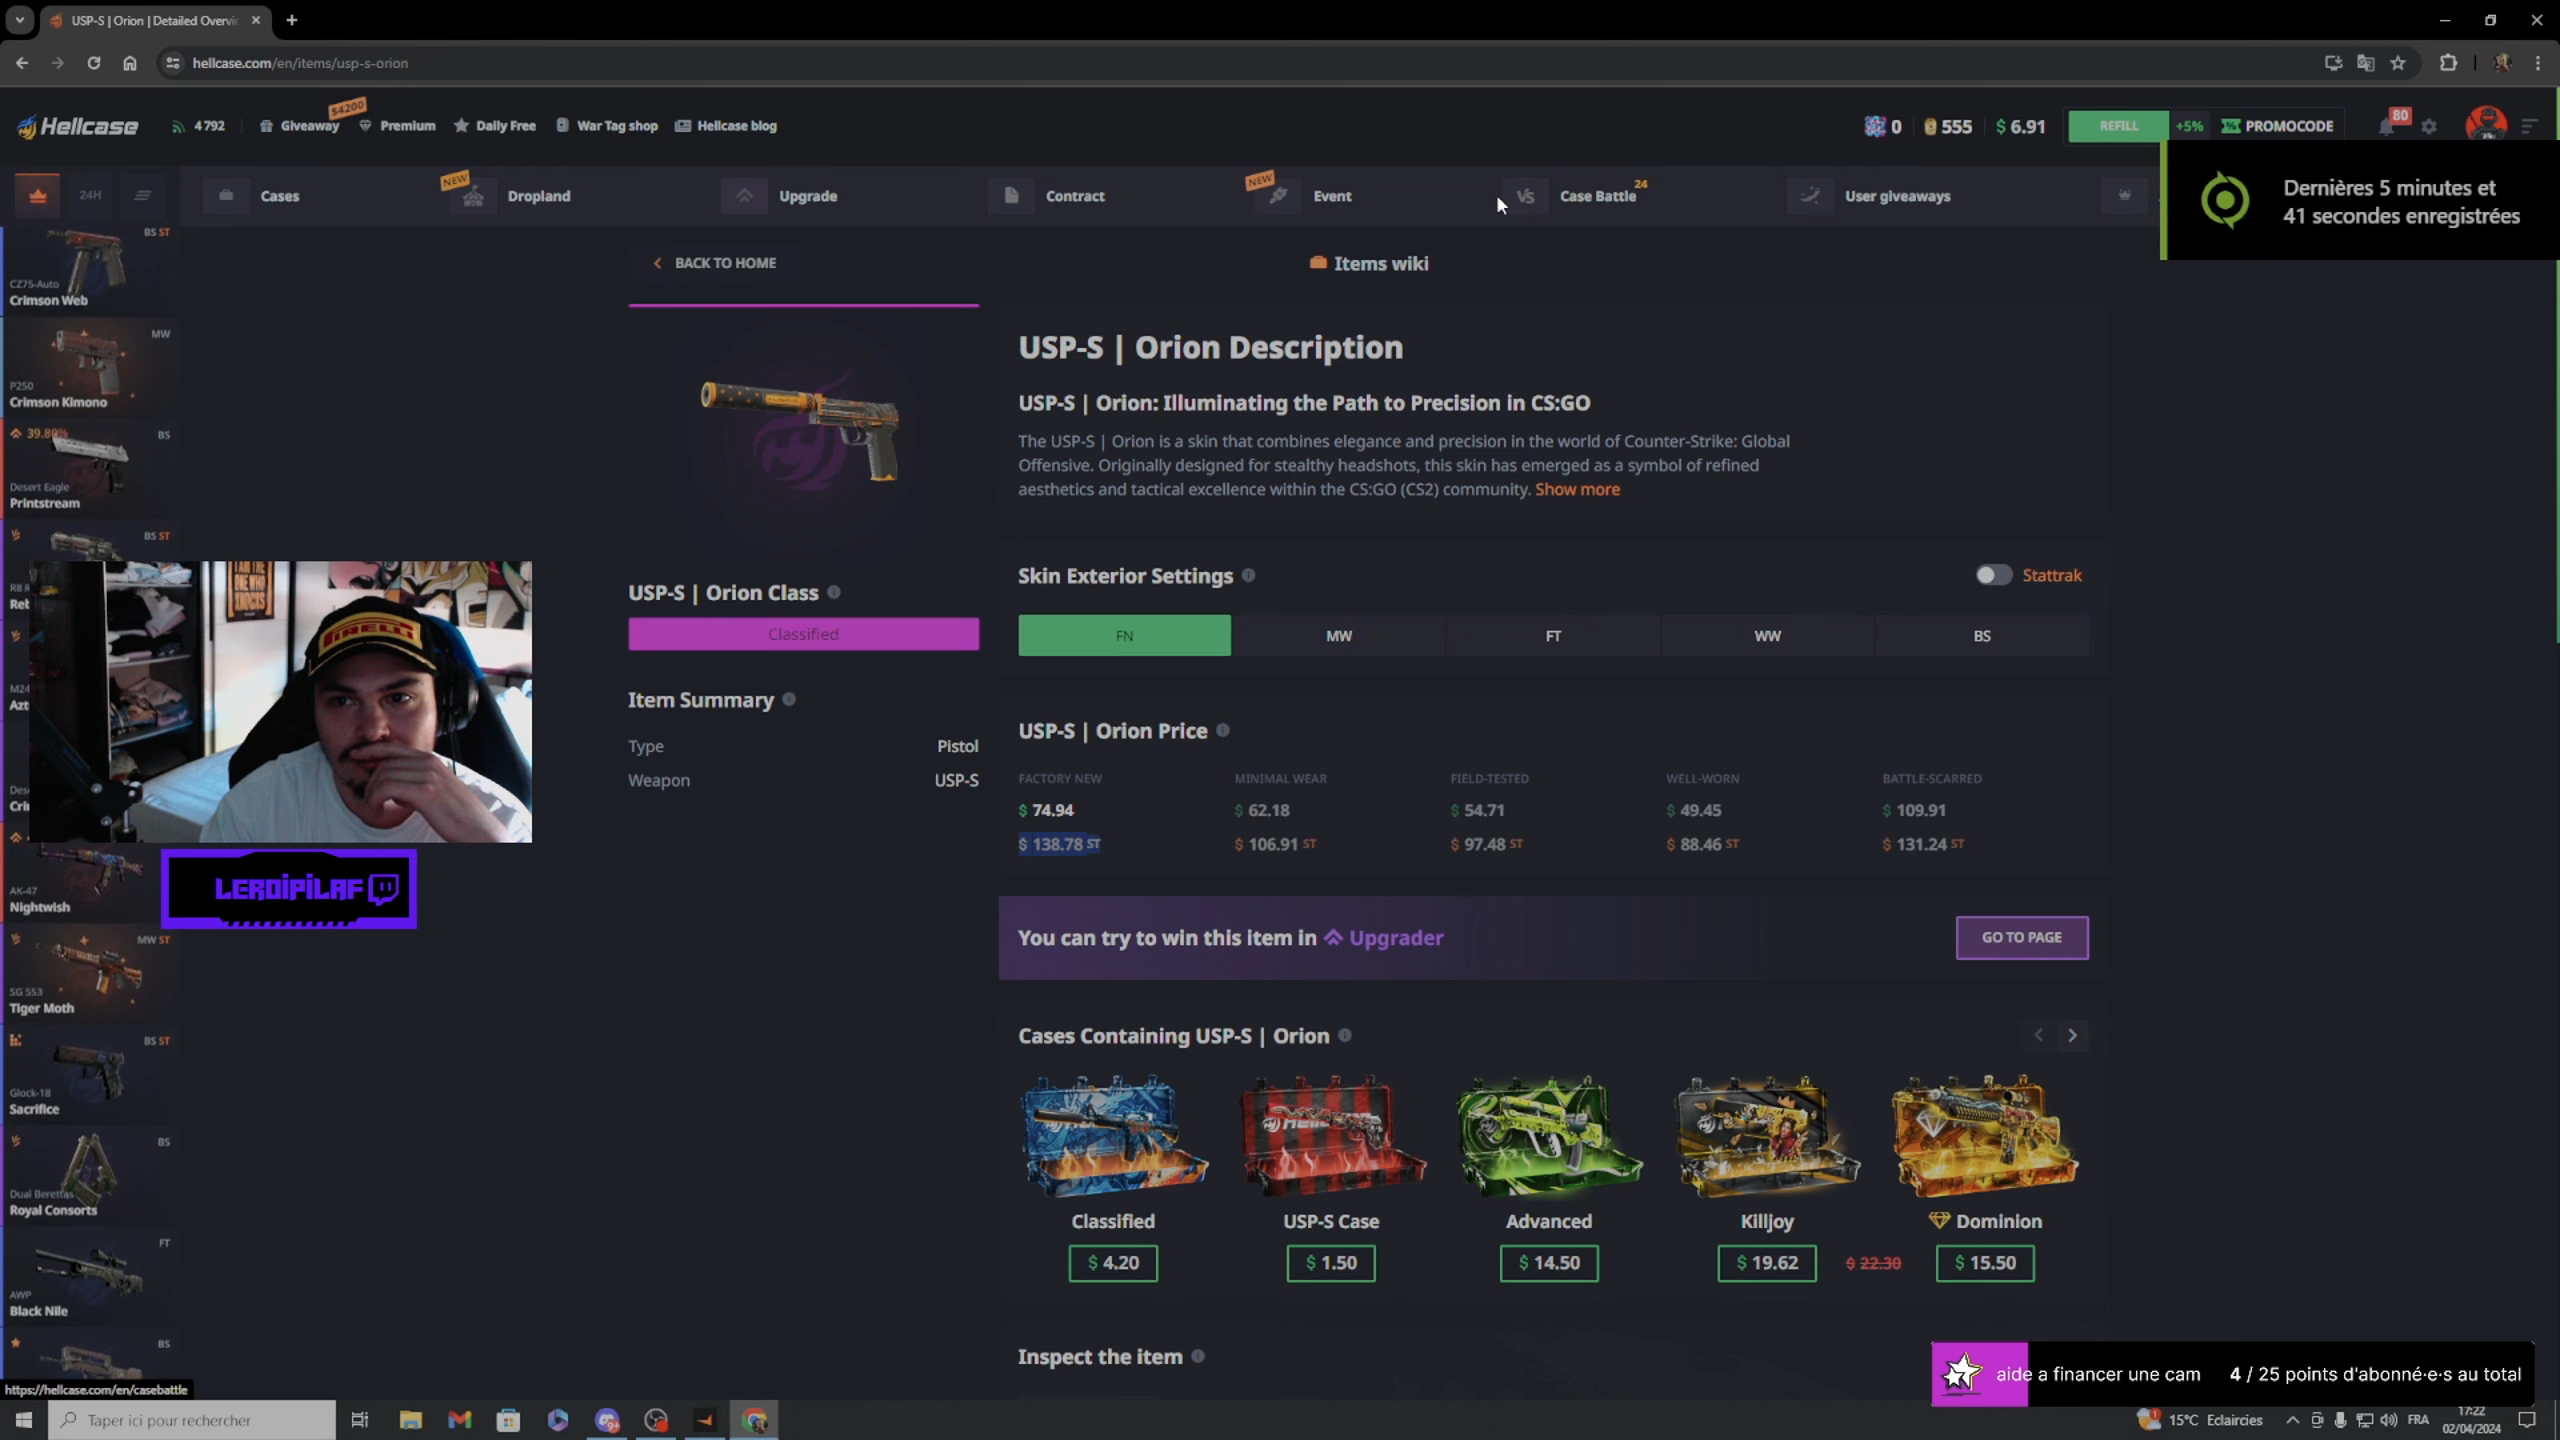 USP-S | Orion | Detailed Overvi
hellcase.com/en/items/usp-s-orion
Hellcase
4792
Giveaway
$4200
Premium
Daily Free
War Tag shop
Hellcase blog
0
555
$ 6.91
REFILL
+5%
PROMOCODE
80
24H
Cases
NEW
Dropland
Upgrade
Contract
NEW
Event
VS
Case Battle
24
User giveaways
Dernières 5 minutes et
41 secondes enregistrées
BACK TO HOME
Items wiki
BS ST
CZ75-Auto
Crimson Web
MW
P250
Crimson Kimono
39.80%
BS
Desert Eagle
Printstream
BS ST
R8 R
Reb
M24
Azt
Des
Crin
AK-47
Nightwish
MW ST
SG 553
Tiger Moth
BS ST
Glock-18
Sacrifice
BS
Dual Berettas
Royal Consorts
FT
AWP
Black Nile
BS
USP-S | Orion Class
Classified
Item Summary
Type
Pistol
Weapon
USP-S
USP-S | Orion Description
USP-S | Orion: Illuminating the Path to Precision in CS:GO
The USP-S | Orion is a skin that combines elegance and precision in the world of Counter-Strike: Global
Offensive. Originally designed for stealthy headshots, this skin has emerged as a symbol of refined
aesthetics and tactical excellence within the CS:GO (CS2) community. Show more
Skin Exterior Settings
Stattrak
FN
MW
FT
WW
BS
USP-S | Orion Price
FACTORY NEW
MINIMAL WEAR
FIELD-TESTED
WELL-WORN
BATTLE-SCARRED
$ 74.94
$ 62.18
$ 54.71
$ 49.45
$ 109.91
$ 138.78 ST
$ 106.91 ST
$ 97.48 ST
$ 88.46 ST
$ 131.24 ST
You can try to win this item in Upgrader
GO TO PAGE
Cases Containing USP-S | Orion
Classified
USP-S Case
Advanced
Killjoy
Dominion
$ 4.20
$ 1.50
$ 14.50
$ 19.62
$ 22.30
$ 15.50
Inspect the item
I AM THE
ONE WHO
KNOCKS
PIRELLI
LEROIPILAF
aide a financer une cam
4 / 25 points d'abonné·e·s au total
https://hellcase.com/en/casebattle
Taper ici pour rechercher
15°C Eclaircies
FRA
17:22
02/04/2024